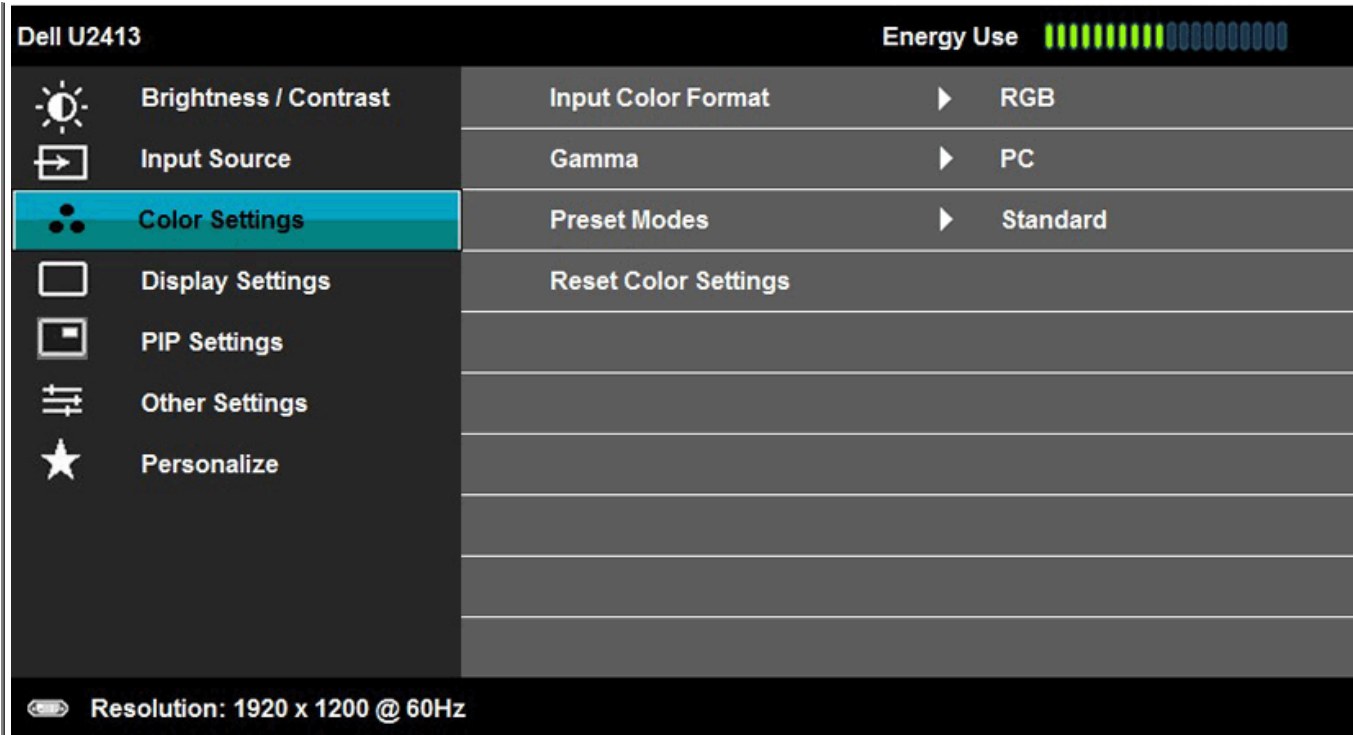 Dell U2413 Energy Use
Brightness / Contrast Input Color Format RGB
Input Source Gamma PC
Color Settings Preset Modes Standard
Display Settings Reset Color Settings
PIP Settings
Other Settings
Personalize
Resolution: 1920 x 1200 @ 60Hz